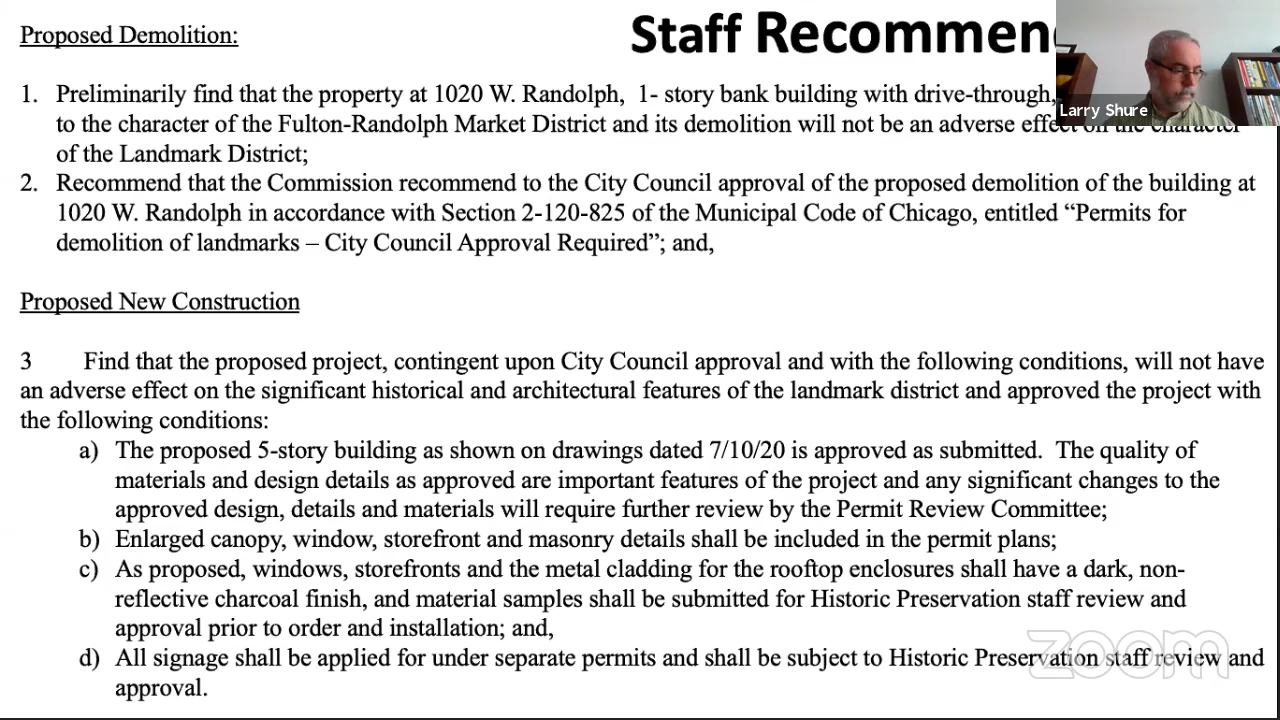 Proposed Demolition:
Staff Recommen
1. Preliminarily find that the property at 1020 W. Randolph, 1- story bank building with drive-through,
Larry Shure
to the character of the Fulton-Randolph Market District and its demolition will not be an adverse effect on the character
of the Landmark District;
2. Recommend that the Commission recommend to the City Council approval of the proposed demolition of the building at
1020 W. Randolph in accordance with Section 2-120-825 of the Municipal Code of Chicago, entitled “Permits for
demolition of landmarks – City Council Approval Required”; and,
Proposed New Construction
3 Find that the proposed project, contingent upon City Council approval and with the following conditions, will not have
an adverse effect on the significant historical and architectural features of the landmark district and approved the project with
the following conditions:
a) The proposed 5-story building as shown on drawings dated 7/10/20 is approved as submitted. The quality of
materials and design details as approved are important features of the project and any significant changes to the
approved design, details and materials will require further review by the Permit Review Committee;
b) Enlarged canopy, window, storefront and masonry details shall be included in the permit plans;
c) As proposed, windows, storefronts and the metal cladding for the rooftop enclosures shall have a dark, non-
reflective charcoal finish, and material samples shall be submitted for Historic Preservation staff review and
approval prior to order and installation; and,
d) All signage shall be applied for under separate permits and shall be subject to Historic Preservation staff review and
approval.
zoom